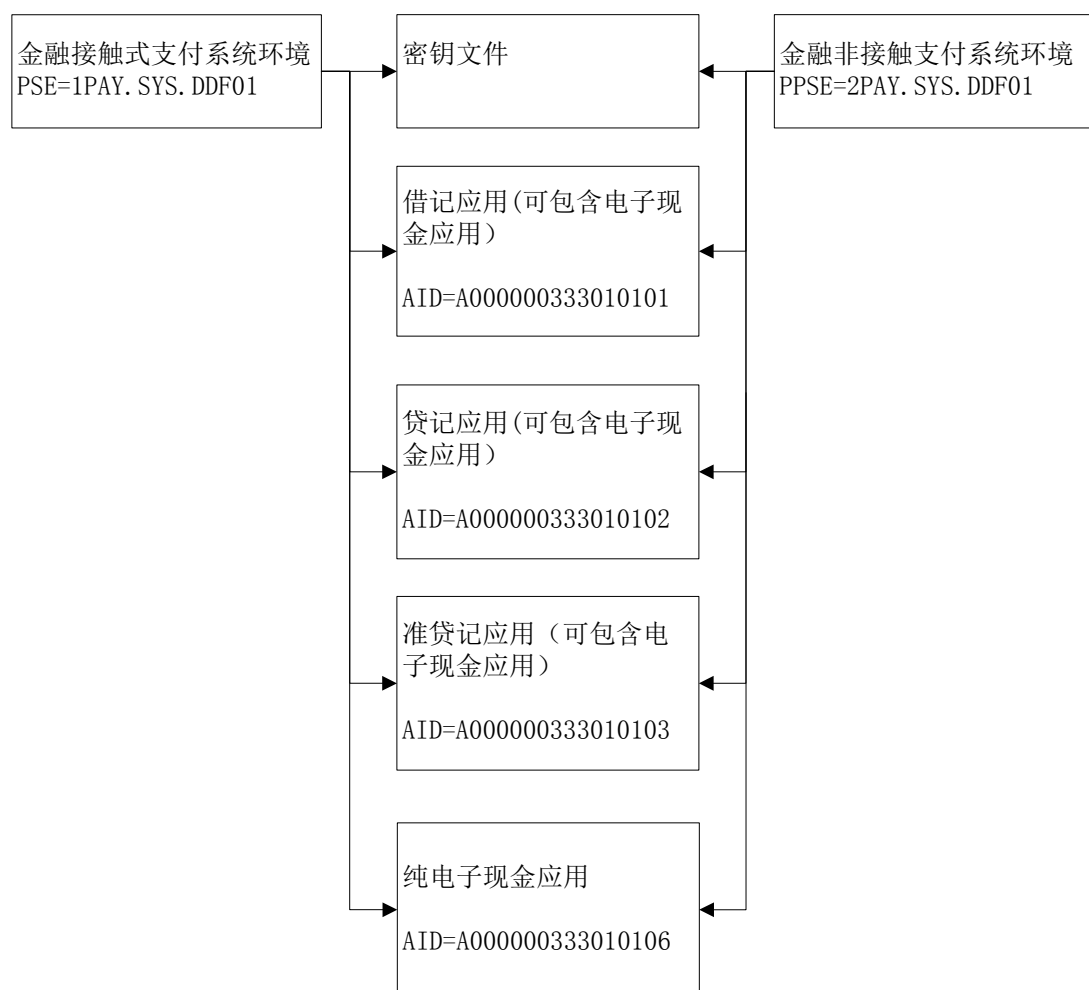 金融接触式支付系统环境
PSE=1PAY.SYS.DDF01
密钥文件
金融非接触支付系统环境
PPSE=2PAY.SYS.DDF01
借记应用(可包含电子现
金应用）
AID=A000000333010101
贷记应用(可包含电子现
金应用）
AID=A000000333010102
准贷记应用（可包含电
子现金应用）
AID=A000000333010103
纯电子现金应用
AID=A000000333010106